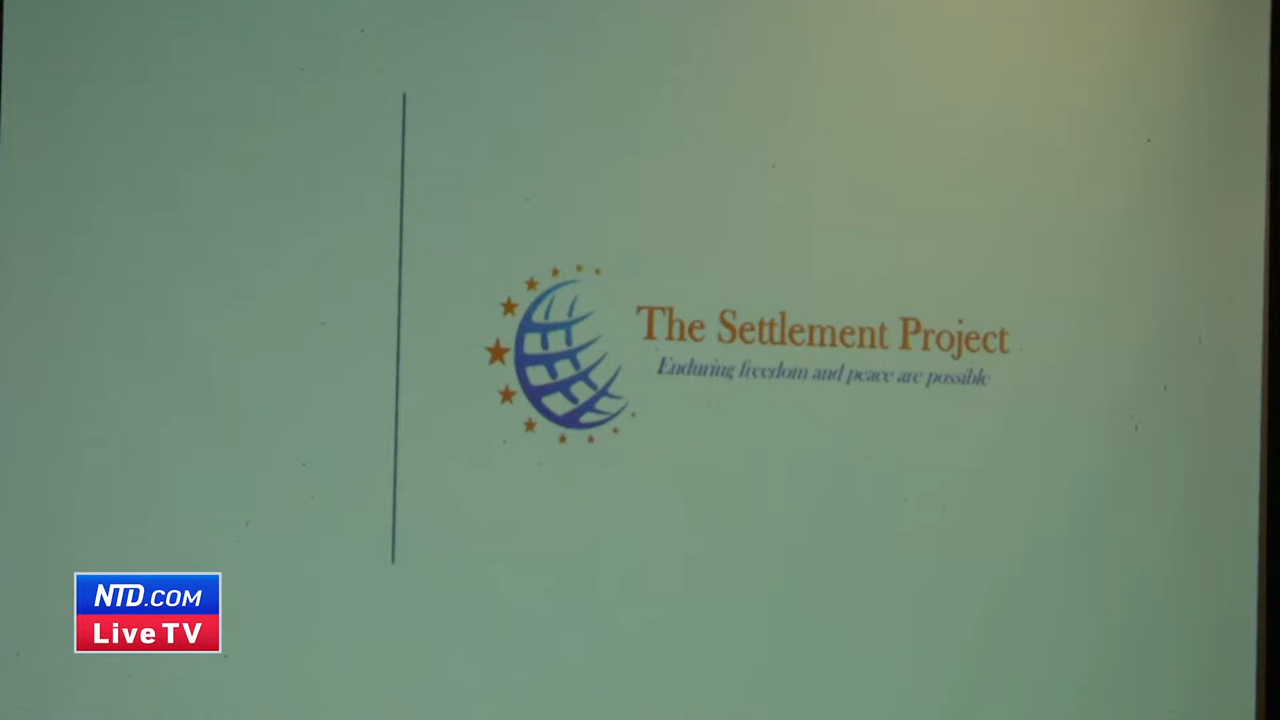 The Settlement Project
Enduring freedom and peace are possible
NTD.COM
Live TV